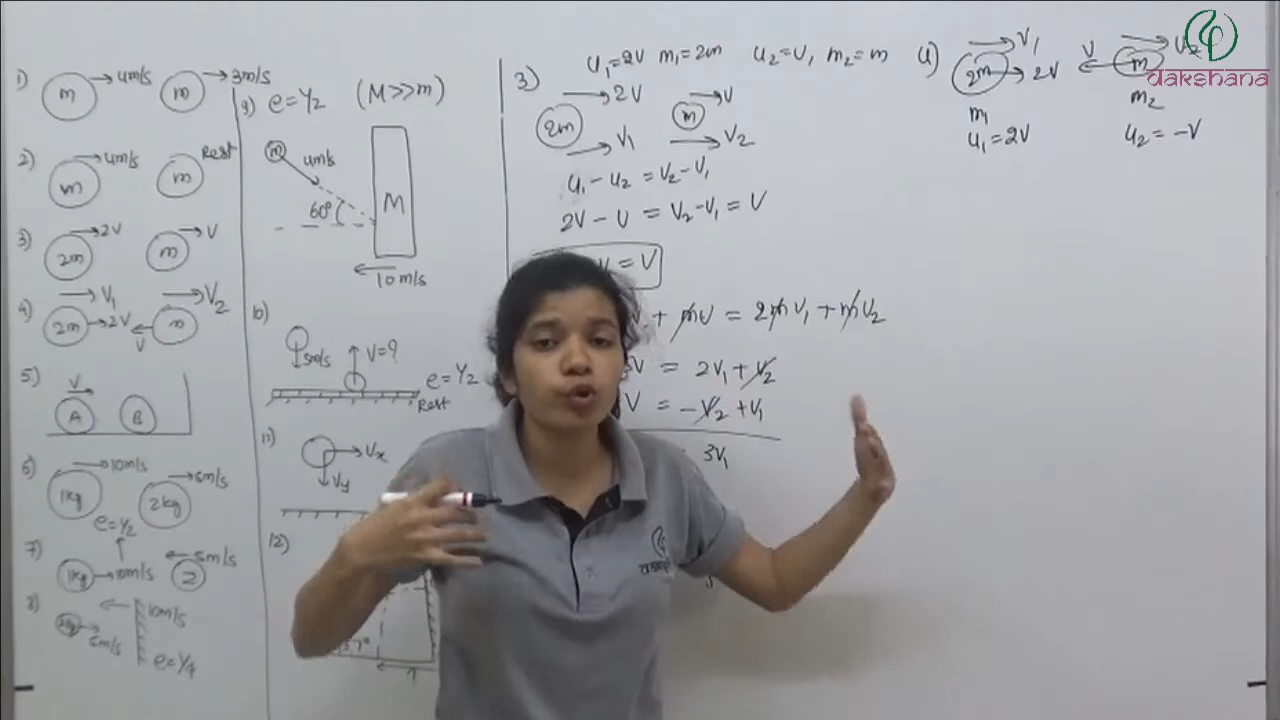 dakshana
1) m → 4m/s m → 3m/s
2) m → 4m/s m Rest
3) 2m → 2V m → V
4) → V₁ → V₂
2m → 2V ← V m
5) → V
A B
6) 1kg → 10m/s 2kg → 5m/s
e=1/2
7) 1kg → 10m/s 2 ← 5m/s
8) ← 10m/s
→ 5m/s
e=1/4
9) e=1/2 (M>>m)
m 4m/s
60°
M
← 10m/s
10) 5m/s V=?
e=1/2
Rest
11) → Vx
↓ Vy
12)
37°
3) u₁=2V m₁=2m u₂=V, m₂=m
→ 2V → V
2m m
→ V₁ → V₂
u₁-u₂ = V₂-V₁
2V-V = V₂-V₁ = V
= V
+ mV = 2mV₁ + mV₂
3V = 2V₁ + V₂
V = -V₂ + V₁
3V₁
4) → V₁ → V₂
2m → 2V V ← m
m₁ m₂
u₁=2V u₂ = -V